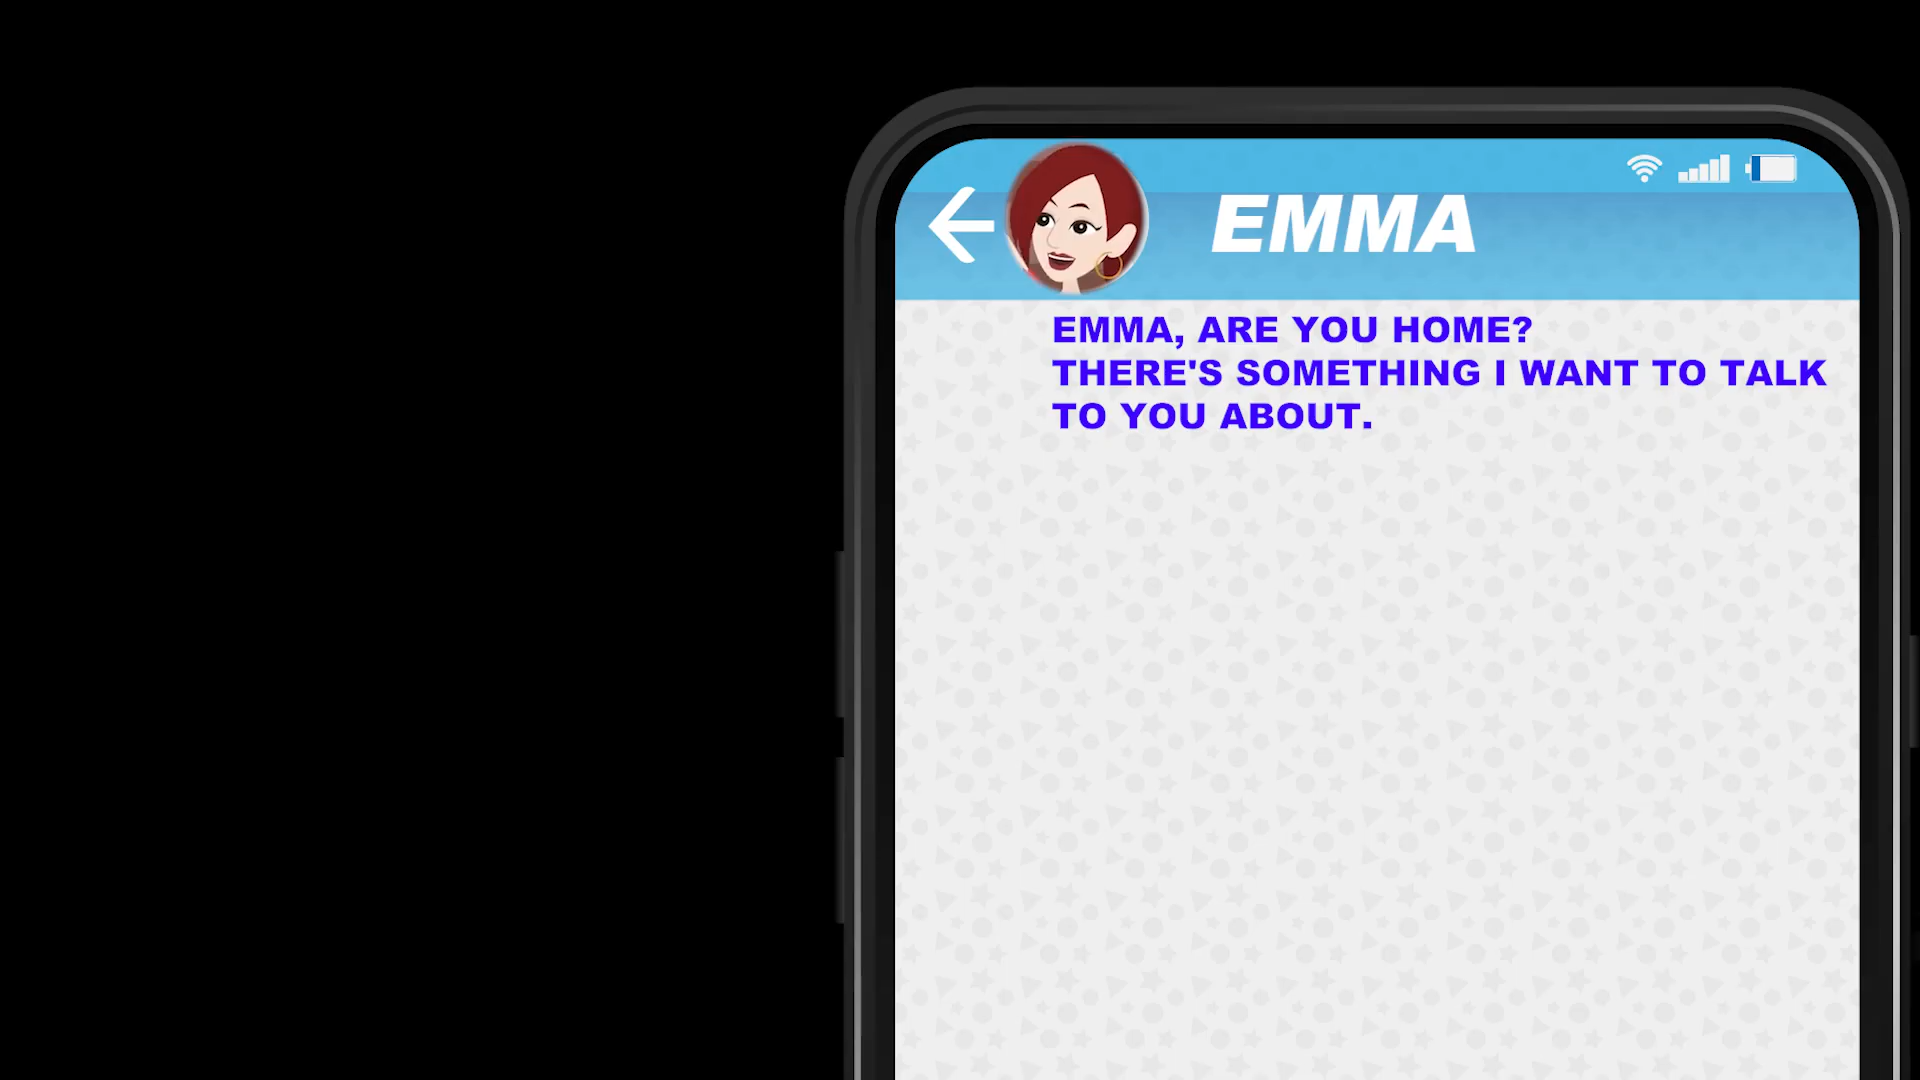 EMMA
EMMA, ARE YOU HOME?
THERE'S SOMETHING I WANT TO TALK
TO YOU ABOUT.